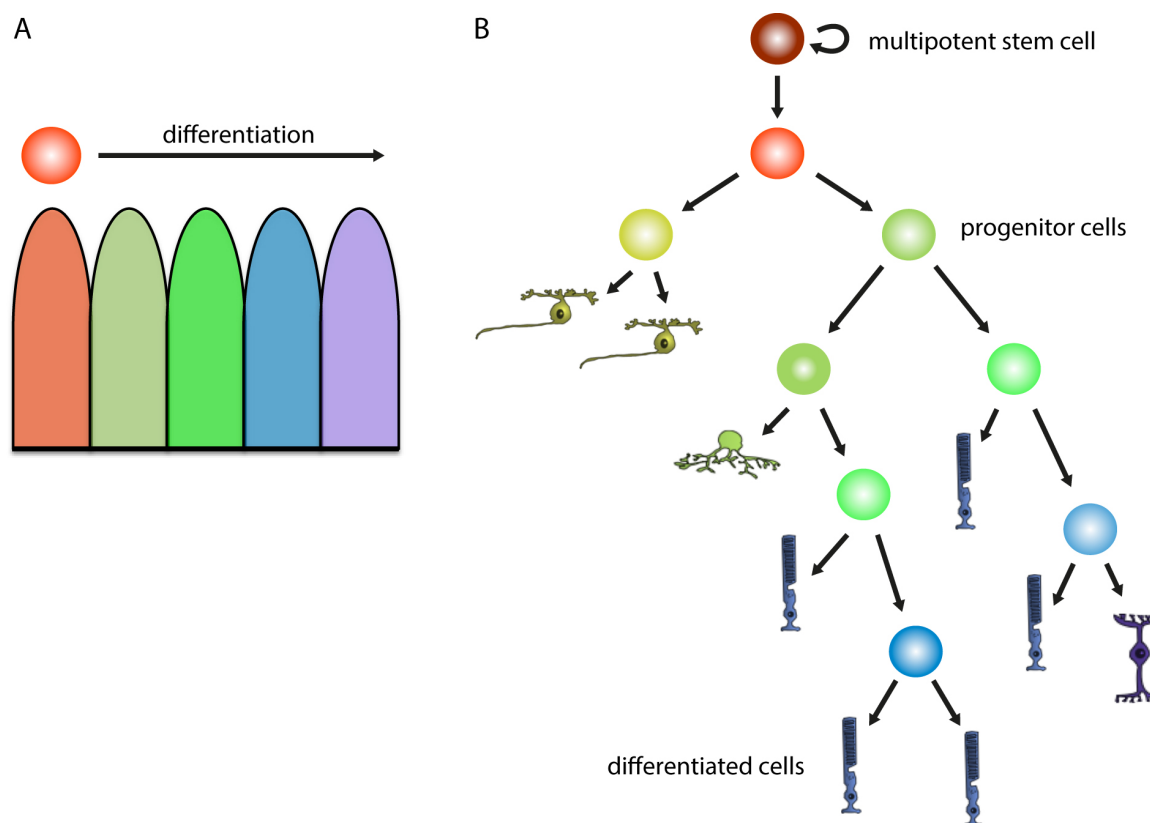 A
B
multipotent stem cell
differentiation
progenitor cells
differentiated cells